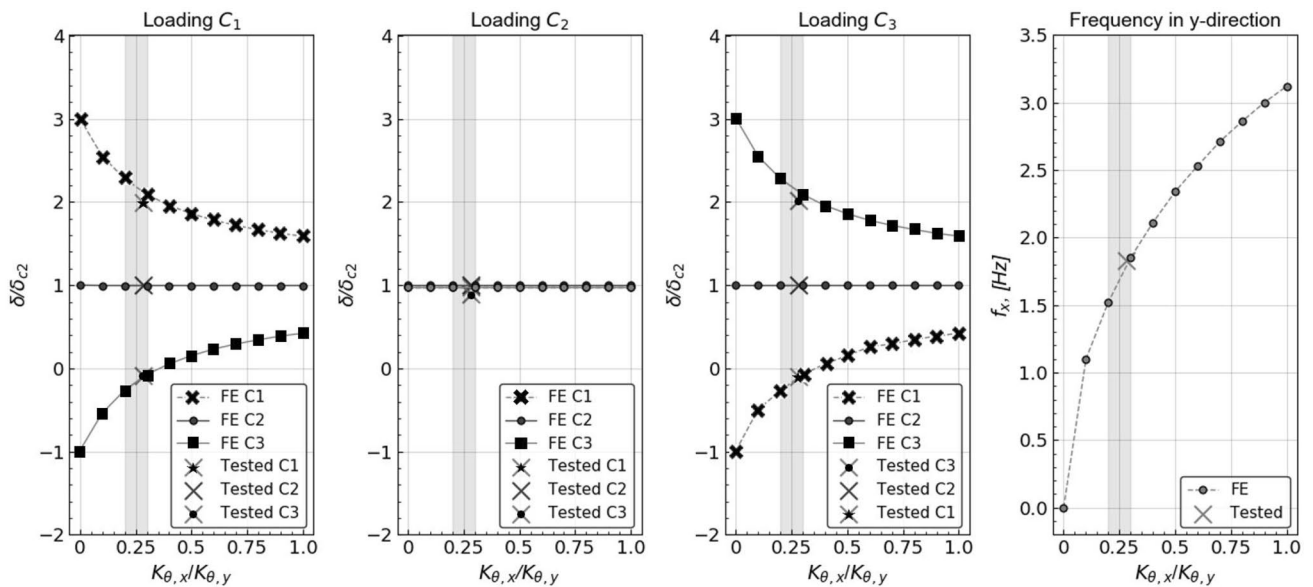 Loading C1
4
3
2
1
0
−1
−2
δ/δc2
0 0.25 0.50 0.75 1.0
Kθ,x/Kθ,y
FE C1
FE C2
FE C3
Tested C1
Tested C2
Tested C3
Loading C2
4
3
2
1
0
−1
−2
δ/δc2
0 0.25 0.50 0.75 1.0
Kθ,x/Kθ,y
FE C1
FE C2
FE C3
Tested C1
Tested C2
Tested C3
Loading C3
4
3
2
1
0
−1
−2
δ/δc2
0 0.25 0.50 0.75 1.0
Kθ,x/Kθ,y
FE C1
FE C2
FE C3
Tested C3
Tested C2
Tested C1
Frequency in y-direction
3.5
3.0
2.5
2.0
1.5
1.0
0.5
0.0
fx, [Hz]
0 0.25 0.50 0.75 1.0
Kθ,x/Kθ,y
FE
Tested